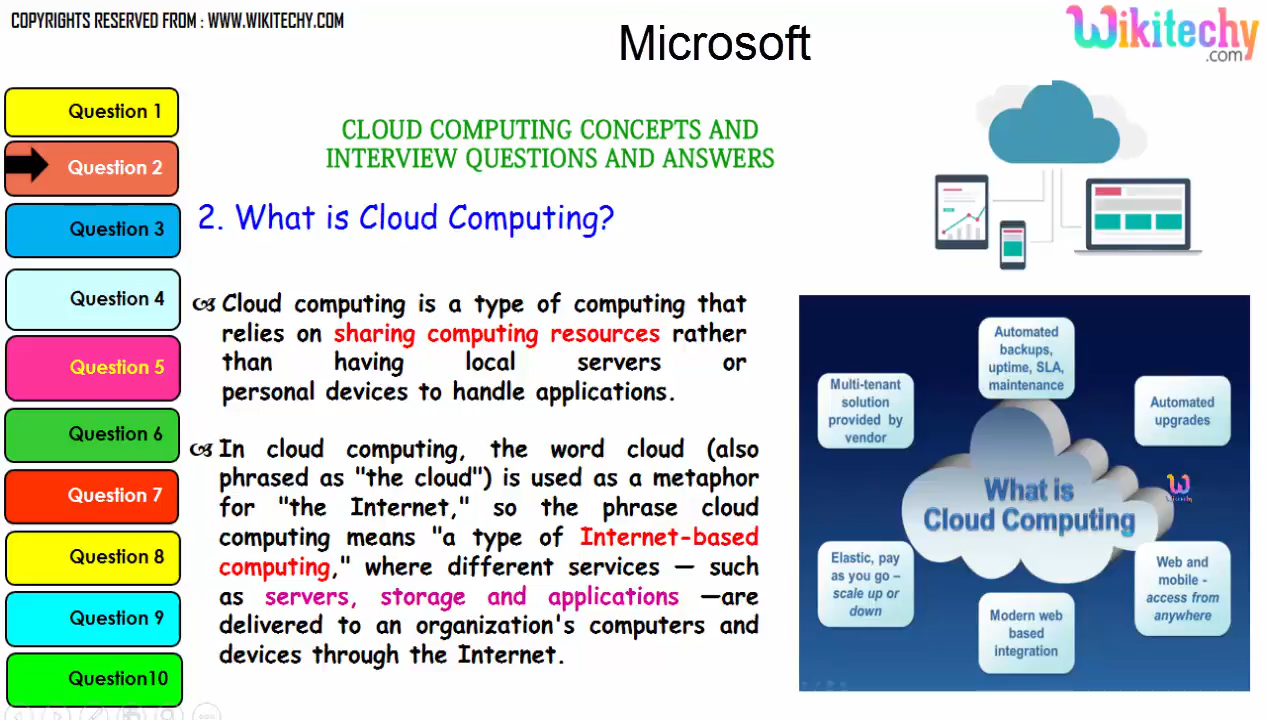 COPYRIGHTS RESERVED FROM : WWW.WIKITECHY.COM
Microsoft
Wikitechy
.com
Question 1
Question 2
Question 3
Question 4
Question 5
Question 6
Question 7
Question 8
Question 9
Question10
CLOUD COMPUTING CONCEPTS AND
INTERVIEW QUESTIONS AND ANSWERS
2. What is Cloud Computing?
Cloud computing is a type of computing that
relies on sharing computing resources rather
than having local servers or
personal devices to handle applications.
In cloud computing, the word cloud (also
phrased as "the cloud") is used as a metaphor
for "the Internet," so the phrase cloud
computing means "a type of Internet-based
computing," where different services — such
as servers, storage and applications —are
delivered to an organization's computers and
devices through the Internet.
Automated
backups,
uptime, SLA,
maintenance
Multi-tenant
solution
provided by
vendor
Automated
upgrades
What is
Cloud Computing
W
Wikitechy
Elastic, pay
as you go –
scale up or
down
Web and
mobile -
access from
anywhere
Modern web
based
integration